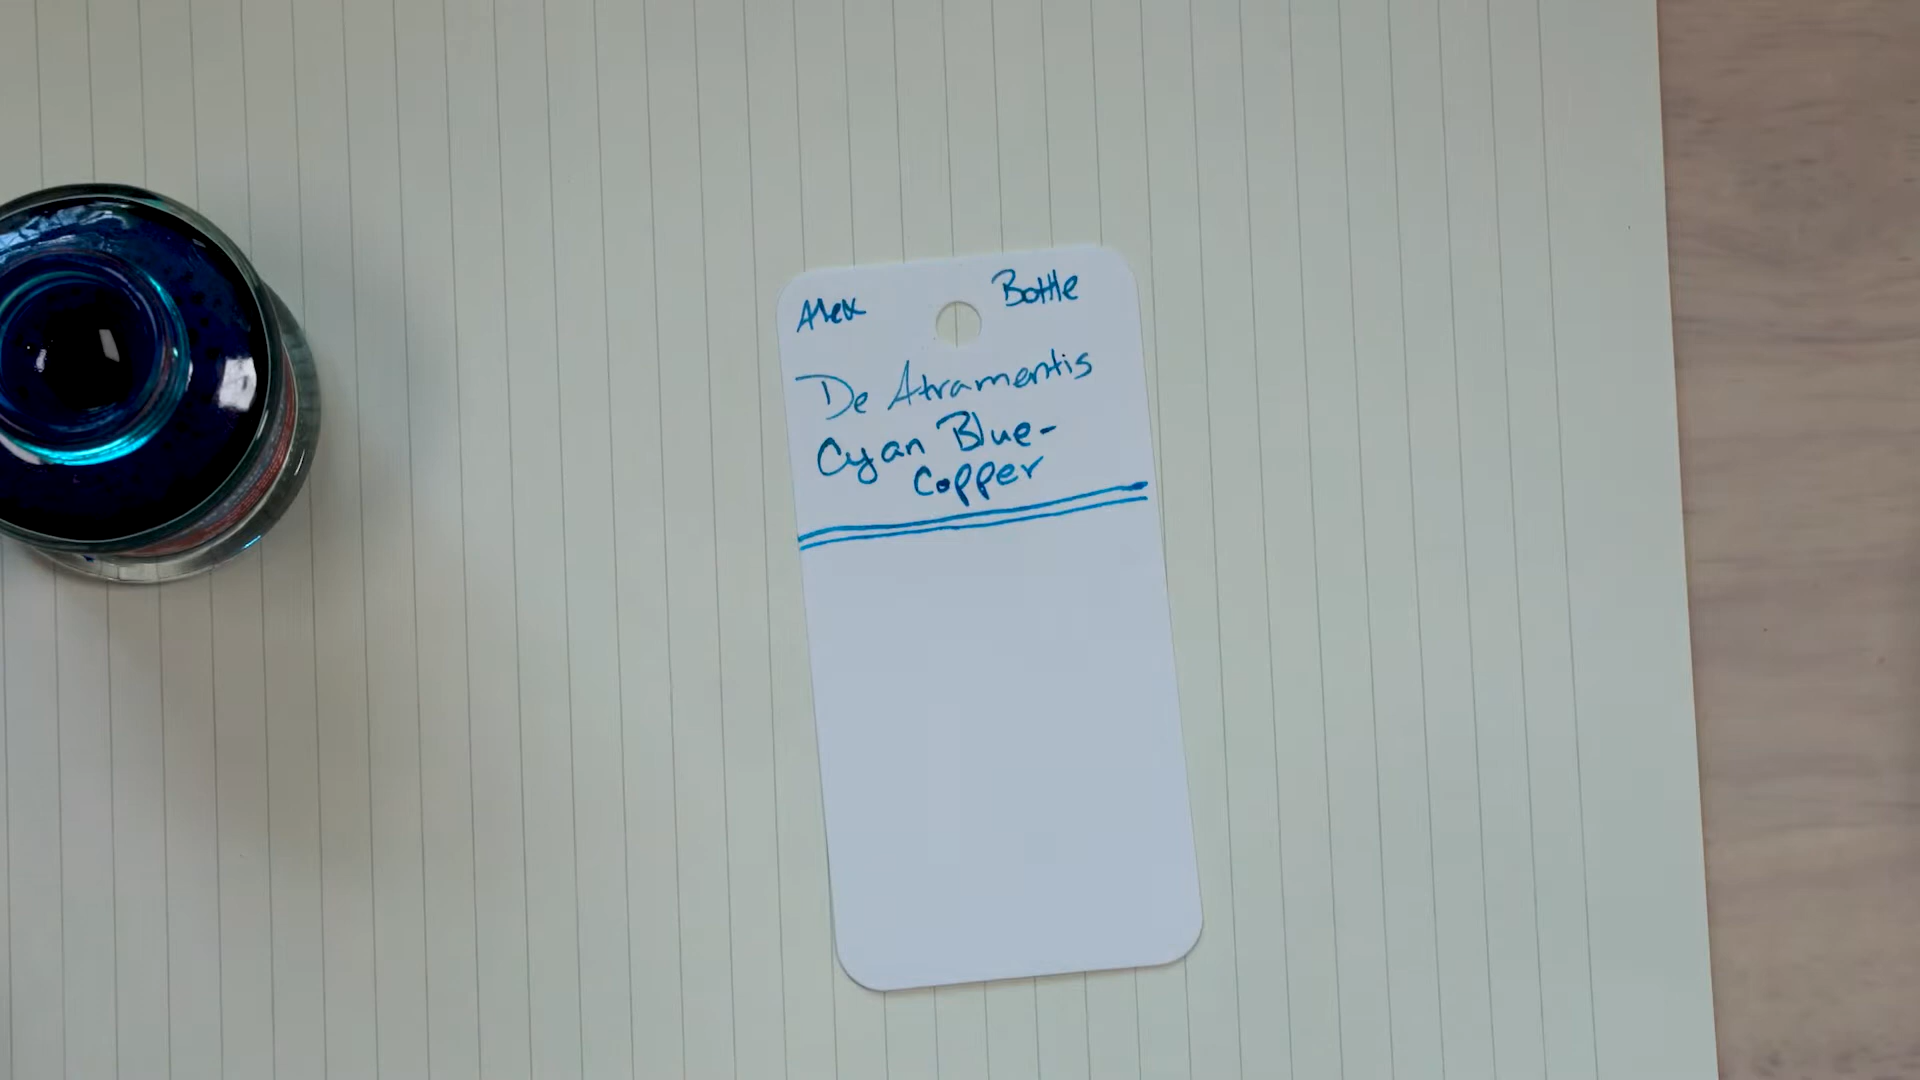 Alex Bottle
De Atramentis
Cyan Blue-
Copper